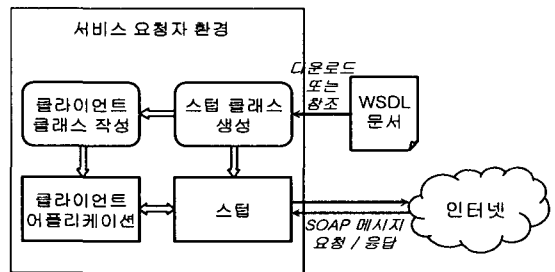 서비스 요청자 환경
클라이언트
클래스 작성
스텁 클래스
생성
다운로드
또는
참조
WSDL
문서
클라이언트
어플리케이션
스텁
SOAP 메시지
요청 / 응답
인터넷